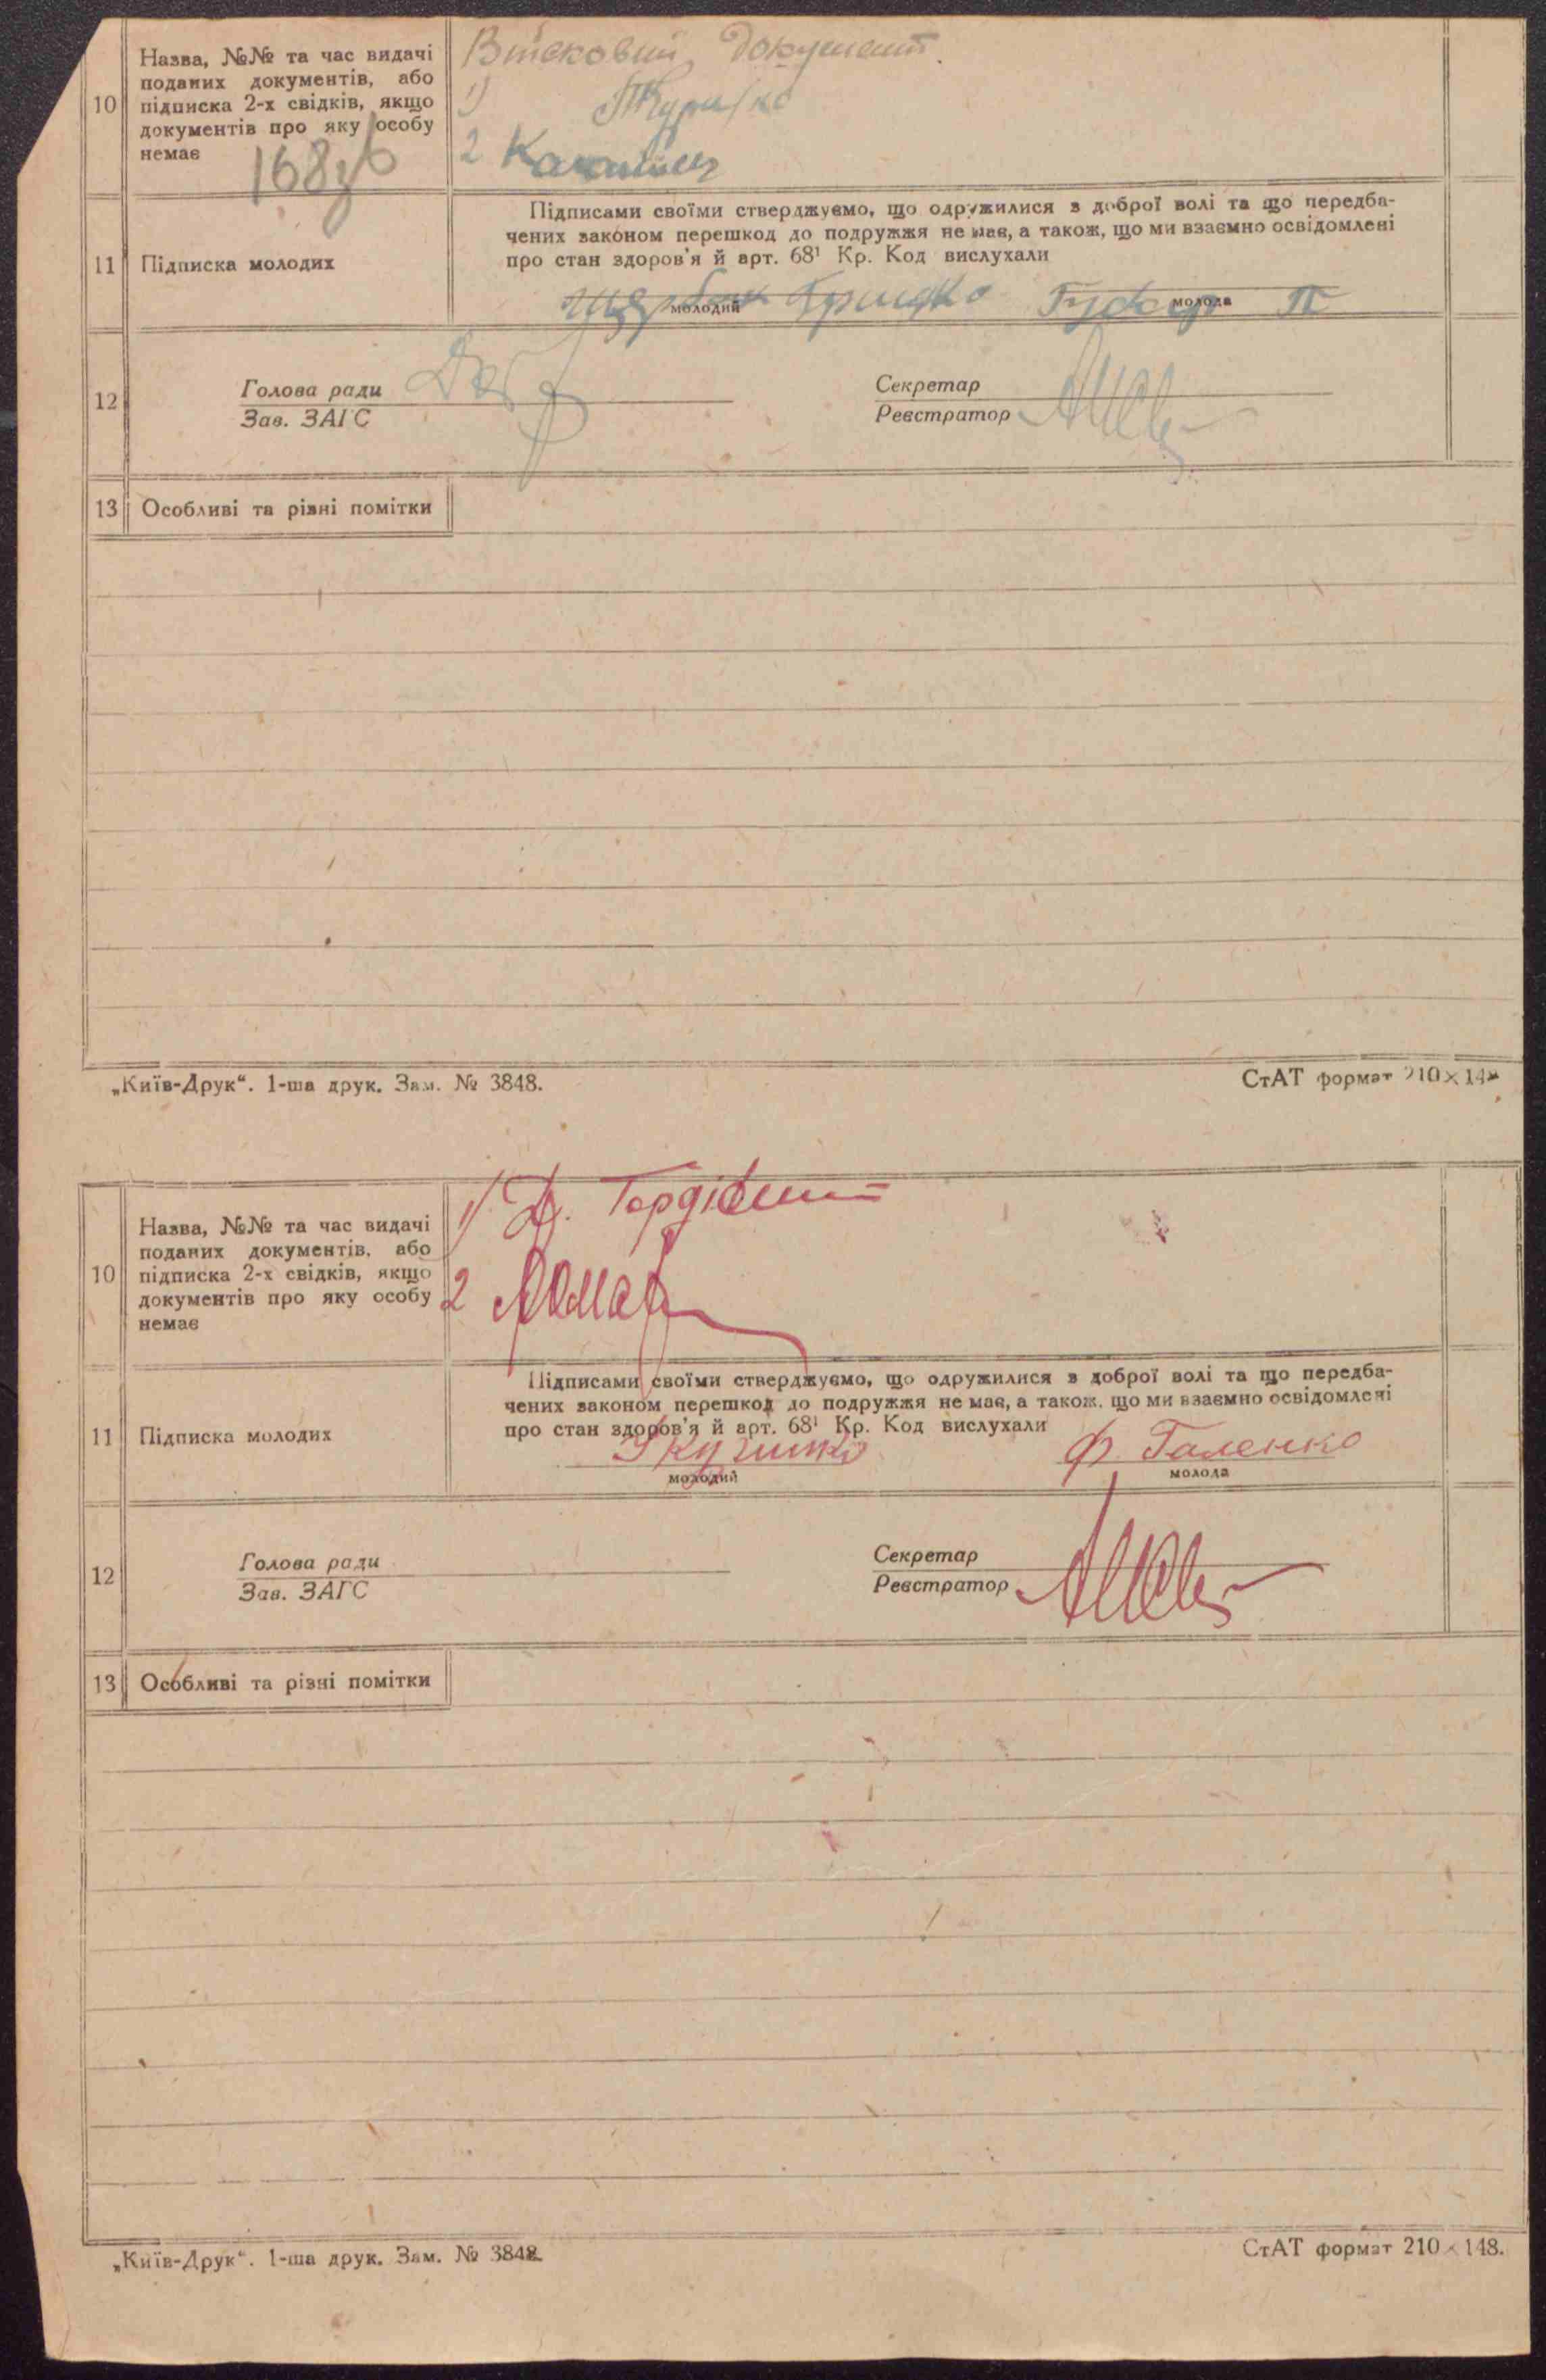 10
Назва, №№ та час видачі
поданих документів, або
підписка 2-х свідків, якщо
документів про яку особу
немає
Військовий документ.
1)
2
11
Підписка молодих
Підписами своїми стверджуємо, що одружилися з доброї волі та що передба-
чених законом перешкод до подружжя не має, а також, що ми взаємно освідомлені
про стан здоров'я й арт. 68¹ Кр. Код вислухали
молодий
молода
12
Голова ради
Зав. ЗАГС
Секретар
Реєстратор
13
Особливі та різні помітки
„Київ-Друк“. 1-ша друк. Зам. № 3848.
СтАТ формат 210×148
10
Назва, №№ та час видачі
поданих документів, або
підписка 2-х свідків, якщо
документів про яку особу
немає
1)
2
11
Підписка молодих
Підписами своїми стверджуємо, що одружилися з доброї волі та що передба-
чених законом перешкод до подружжя не має, а також, що ми взаємно освідомлені
про стан здоров'я й арт. 68¹ Кр. Код вислухали
Ф. Галенко
молодий
молода
12
Голова ради
Зав. ЗАГС
Секретар
Реєстратор
13
Особливі та різні помітки
„Київ-Друк“. 1-ша друк. Зам. № 3848.
СтАТ формат 210×148.